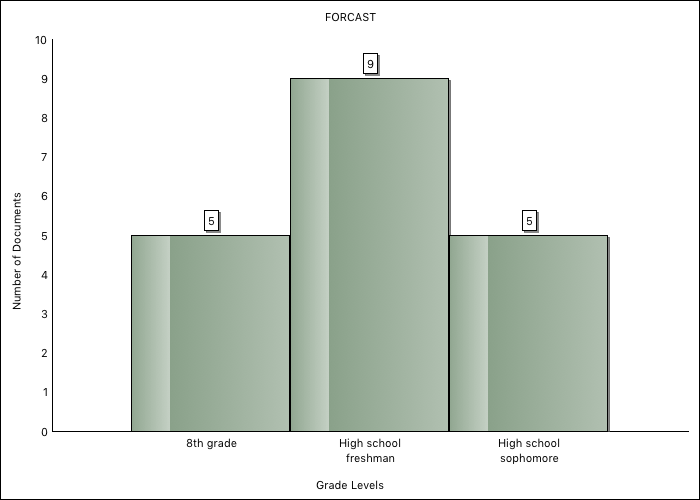 FORCAST
10
9
8
7
6
5
4
3
2
1
0
Number of Documents
5
9
5
8th grade
High school
freshman
High school
sophomore
Grade Levels